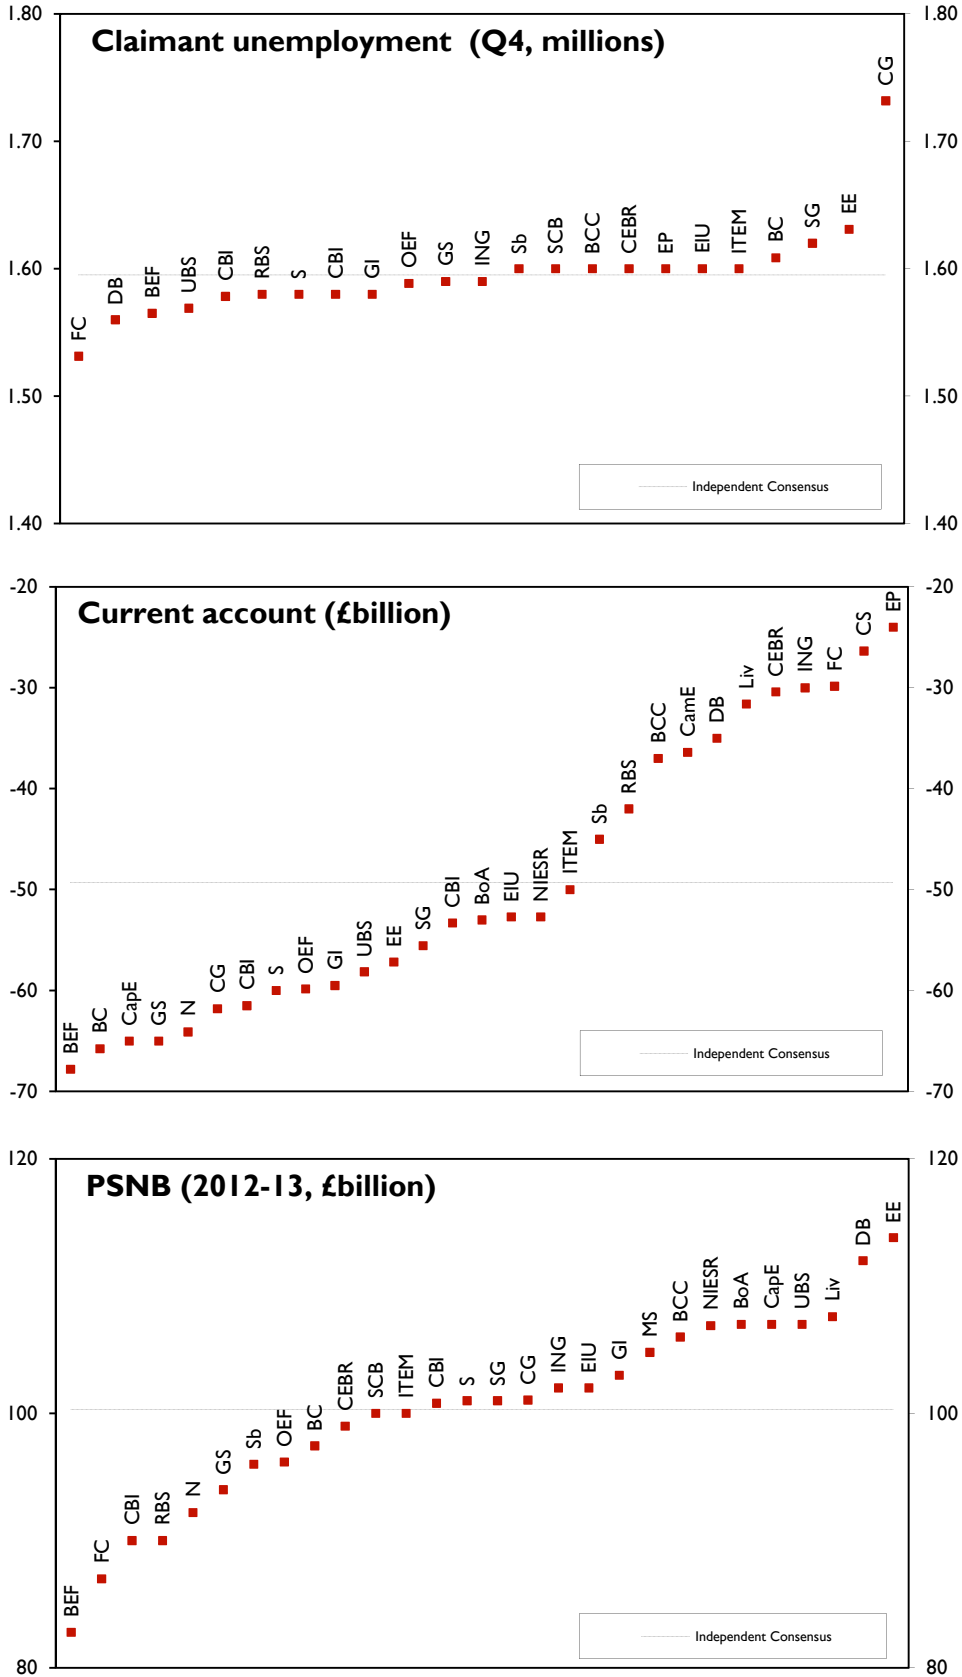 Claimant unemployment (Q4, millions)
1.80 1.80
1.70 1.70
1.60 1.60
1.50 1.50
1.40 1.40
FC DB BEF UBS CBI RBS S CBI GI OEF GS ING Sb SCB BCC CEBR EP EIU ITEM BC SG EE CG
Independent Consensus
Current account (£billion)
-20 -20
-30 -30
-40 -40
-50 -50
-60 -60
-70 -70
BEF BC CapE GS N CG CBI S OEF GI UBS EE SG CBI BoA EIU NIESR ITEM Sb RBS BCC CamE DB Liv CEBR ING FC CS EP
Independent Consensus
PSNB (2012-13, £billion)
120 120
100 100
80 80
BEF FC CBI RBS N GS Sb OEF BC CEBR SCB ITEM CBI S SG CG ING EIU GI MS BCC NIESR BoA CapE UBS Liv DB EE
Independent Consensus